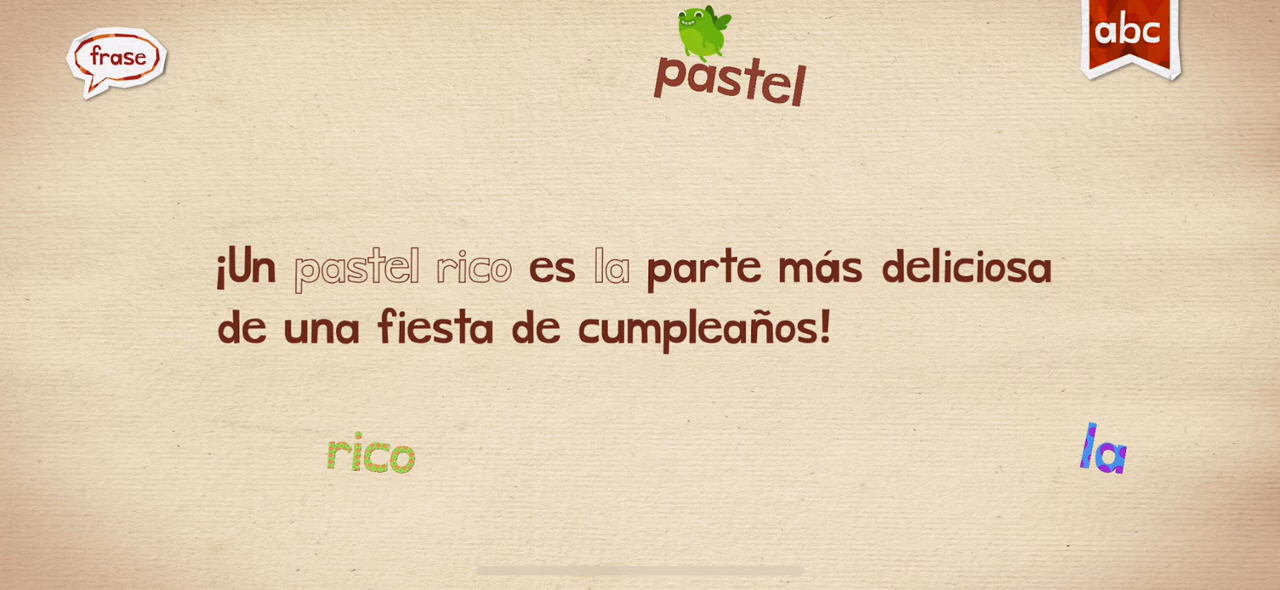 frase
pastel
abc
¡Un pastel rico es la parte más deliciosa
de una fiesta de cumpleaños!
rico
la